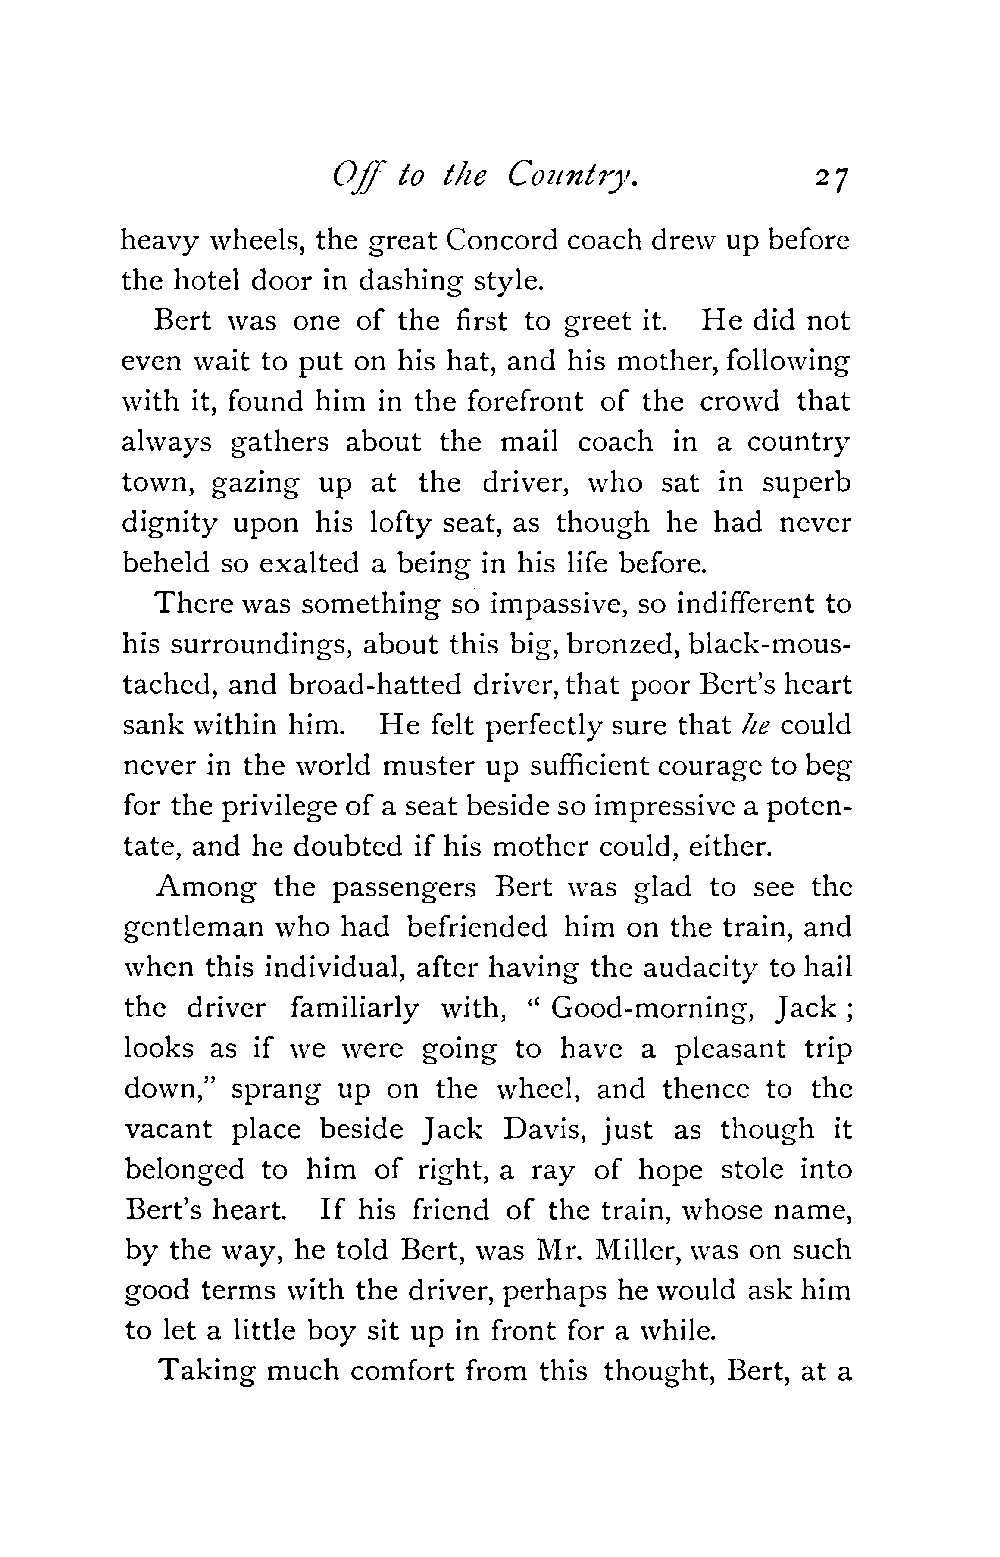 Off to the Country. 27
heavy wheels, the great Concord coach drew up before
the hotel door in dashing style.
Bert was one of the first to greet it. He did not
even wait to put on his hat, and his mother, following
with it, found him in the forefront of the crowd that
always gathers about the mail coach in a country
town, gazing up at the driver, who sat in superb
dignity upon his lofty seat, as though he had never
beheld so exalted a being in his life before.
There was something so impassive, so indifferent to
his surroundings, about this big, bronzed, black-mous-
tached, and broad-hatted driver, that poor Bert's heart
sank within him. He felt perfectly sure that he could
never in the world muster up sufficient courage to beg
for the privilege of a seat beside so impressive a poten-
tate, and he doubted if his mother could, either.
Among the passengers Bert was glad to see the
gentleman who had befriended him on the train, and
when this individual, after having the audacity to hail
the driver familiarly with, “ Good-morning, Jack ;
looks as if we were going to have a pleasant trip
down,” sprang up on the wheel, and thence to the
vacant place beside Jack Davis, just as though it
belonged to him of right, a ray of hope stole into
Bert's heart. If his friend of the train, whose name,
by the way, he told Bert, was Mr. Miller, was on such
good terms with the driver, perhaps he would ask him
to let a little boy sit up in front for a while.
Taking much comfort from this thought, Bert, at a